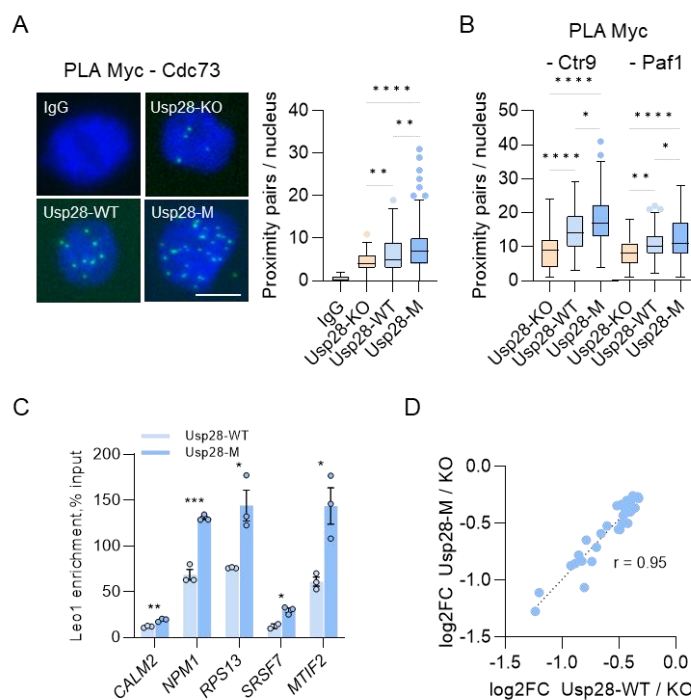 A
PLA Myc - Cdc73
IgG
Usp28-KO
Usp28-WT
Usp28-M
Proximity pairs / nucleus
40
30
20
10
0
* * * *
* *
* *
IgG
Usp28-KO
Usp28-WT
Usp28-M
B
PLA Myc
- Ctr9
- Paf1
Proximity pairs / nucleus
50
40
30
20
10
0
* * * *
*
* * * *
* * * *
*
* *
Usp28-KO
Usp28-WT
Usp28-M
Usp28-KO
Usp28-WT
Usp28-M
C
Usp28-WT
Usp28-M
Leo1 enrichment,% input
200
150
100
50
0
**
***
*
*
*
CALM2
NPM1
RPS13
SRSF7
MTIF2
D
log2FC Usp28-M / KO
0.0
-0.5
-1.0
-1.5
r = 0.95
-1.5 -1.0 -0.5 0.0
log2FC Usp28-WT / KO